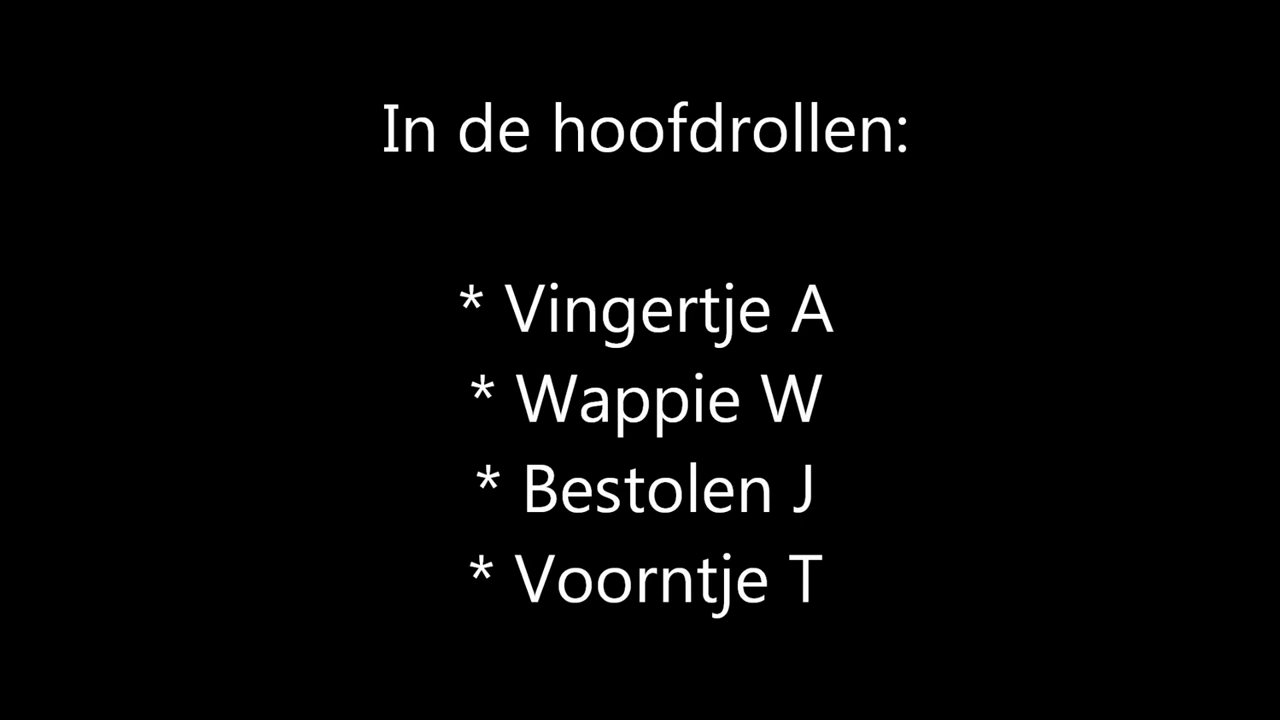 In de hoofdrollen:
* Vingertje A
* Wappie W
* Bestolen J
* Voorntje T